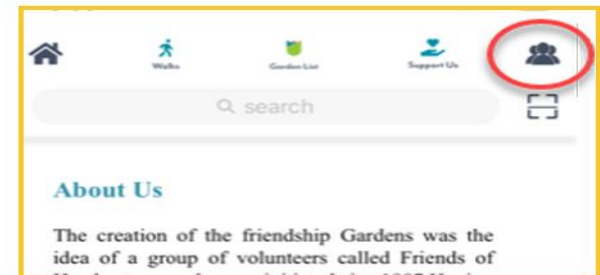 Walks Garden List Support Us
search
About Us
The creation of the friendship Gardens was the
idea of a group of volunteers called Friends of